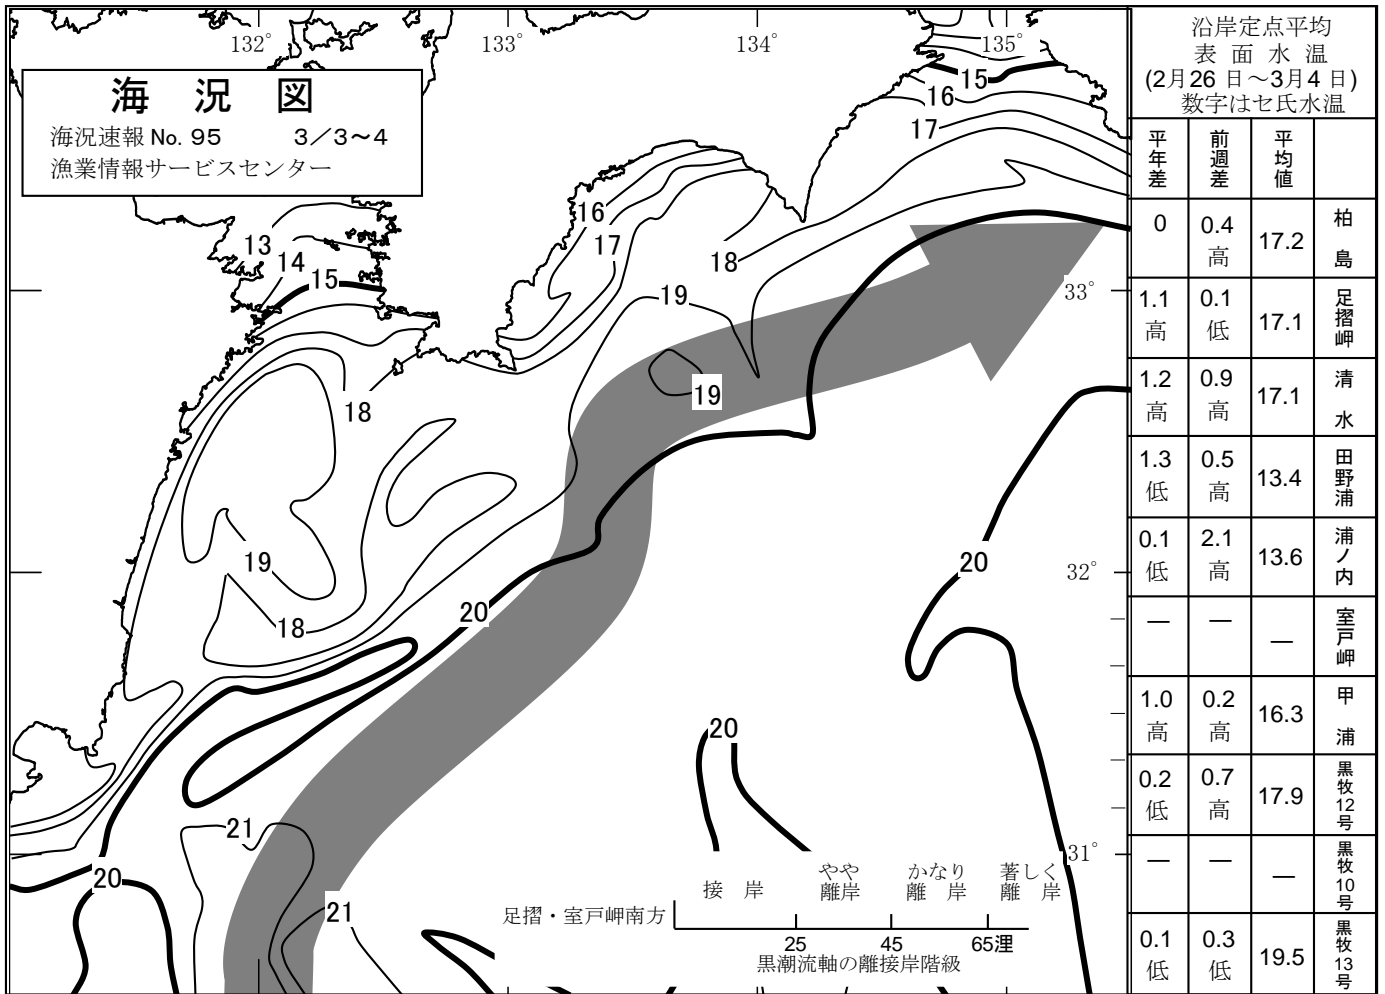 132°
133°
134°
135°
海 況 図
海況速報 No. 95 3/3~4
漁業情報サービスセンター
15
16
17
16
17
18
13
14
15
19
33°
19
18
19
18
20
20
32°
20
21
20
21
31°
接 岸
やや
離岸
かなり
離 岸
著しく
離 岸
足摺・室戸岬南方
25 45 65浬
黒潮流軸の離接岸階級
沿岸定点平均
表 面 水 温
(2月26 日~3月4 日)
数字はセ氏水温
平年差 前週差 平均値
0 0.4高 17.2 柏島
1.1高 0.1低 17.1 足摺岬
1.2高 0.9高 17.1 清水
1.3低 0.5高 13.4 田野浦
0.1低 2.1高 13.6 浦ノ内
— — — 室戸岬
1.0高 0.2高 16.3 甲浦
0.2低 0.7高 17.9 黒牧12号
— — — 黒牧10号
0.1低 0.3低 19.5 黒牧13号